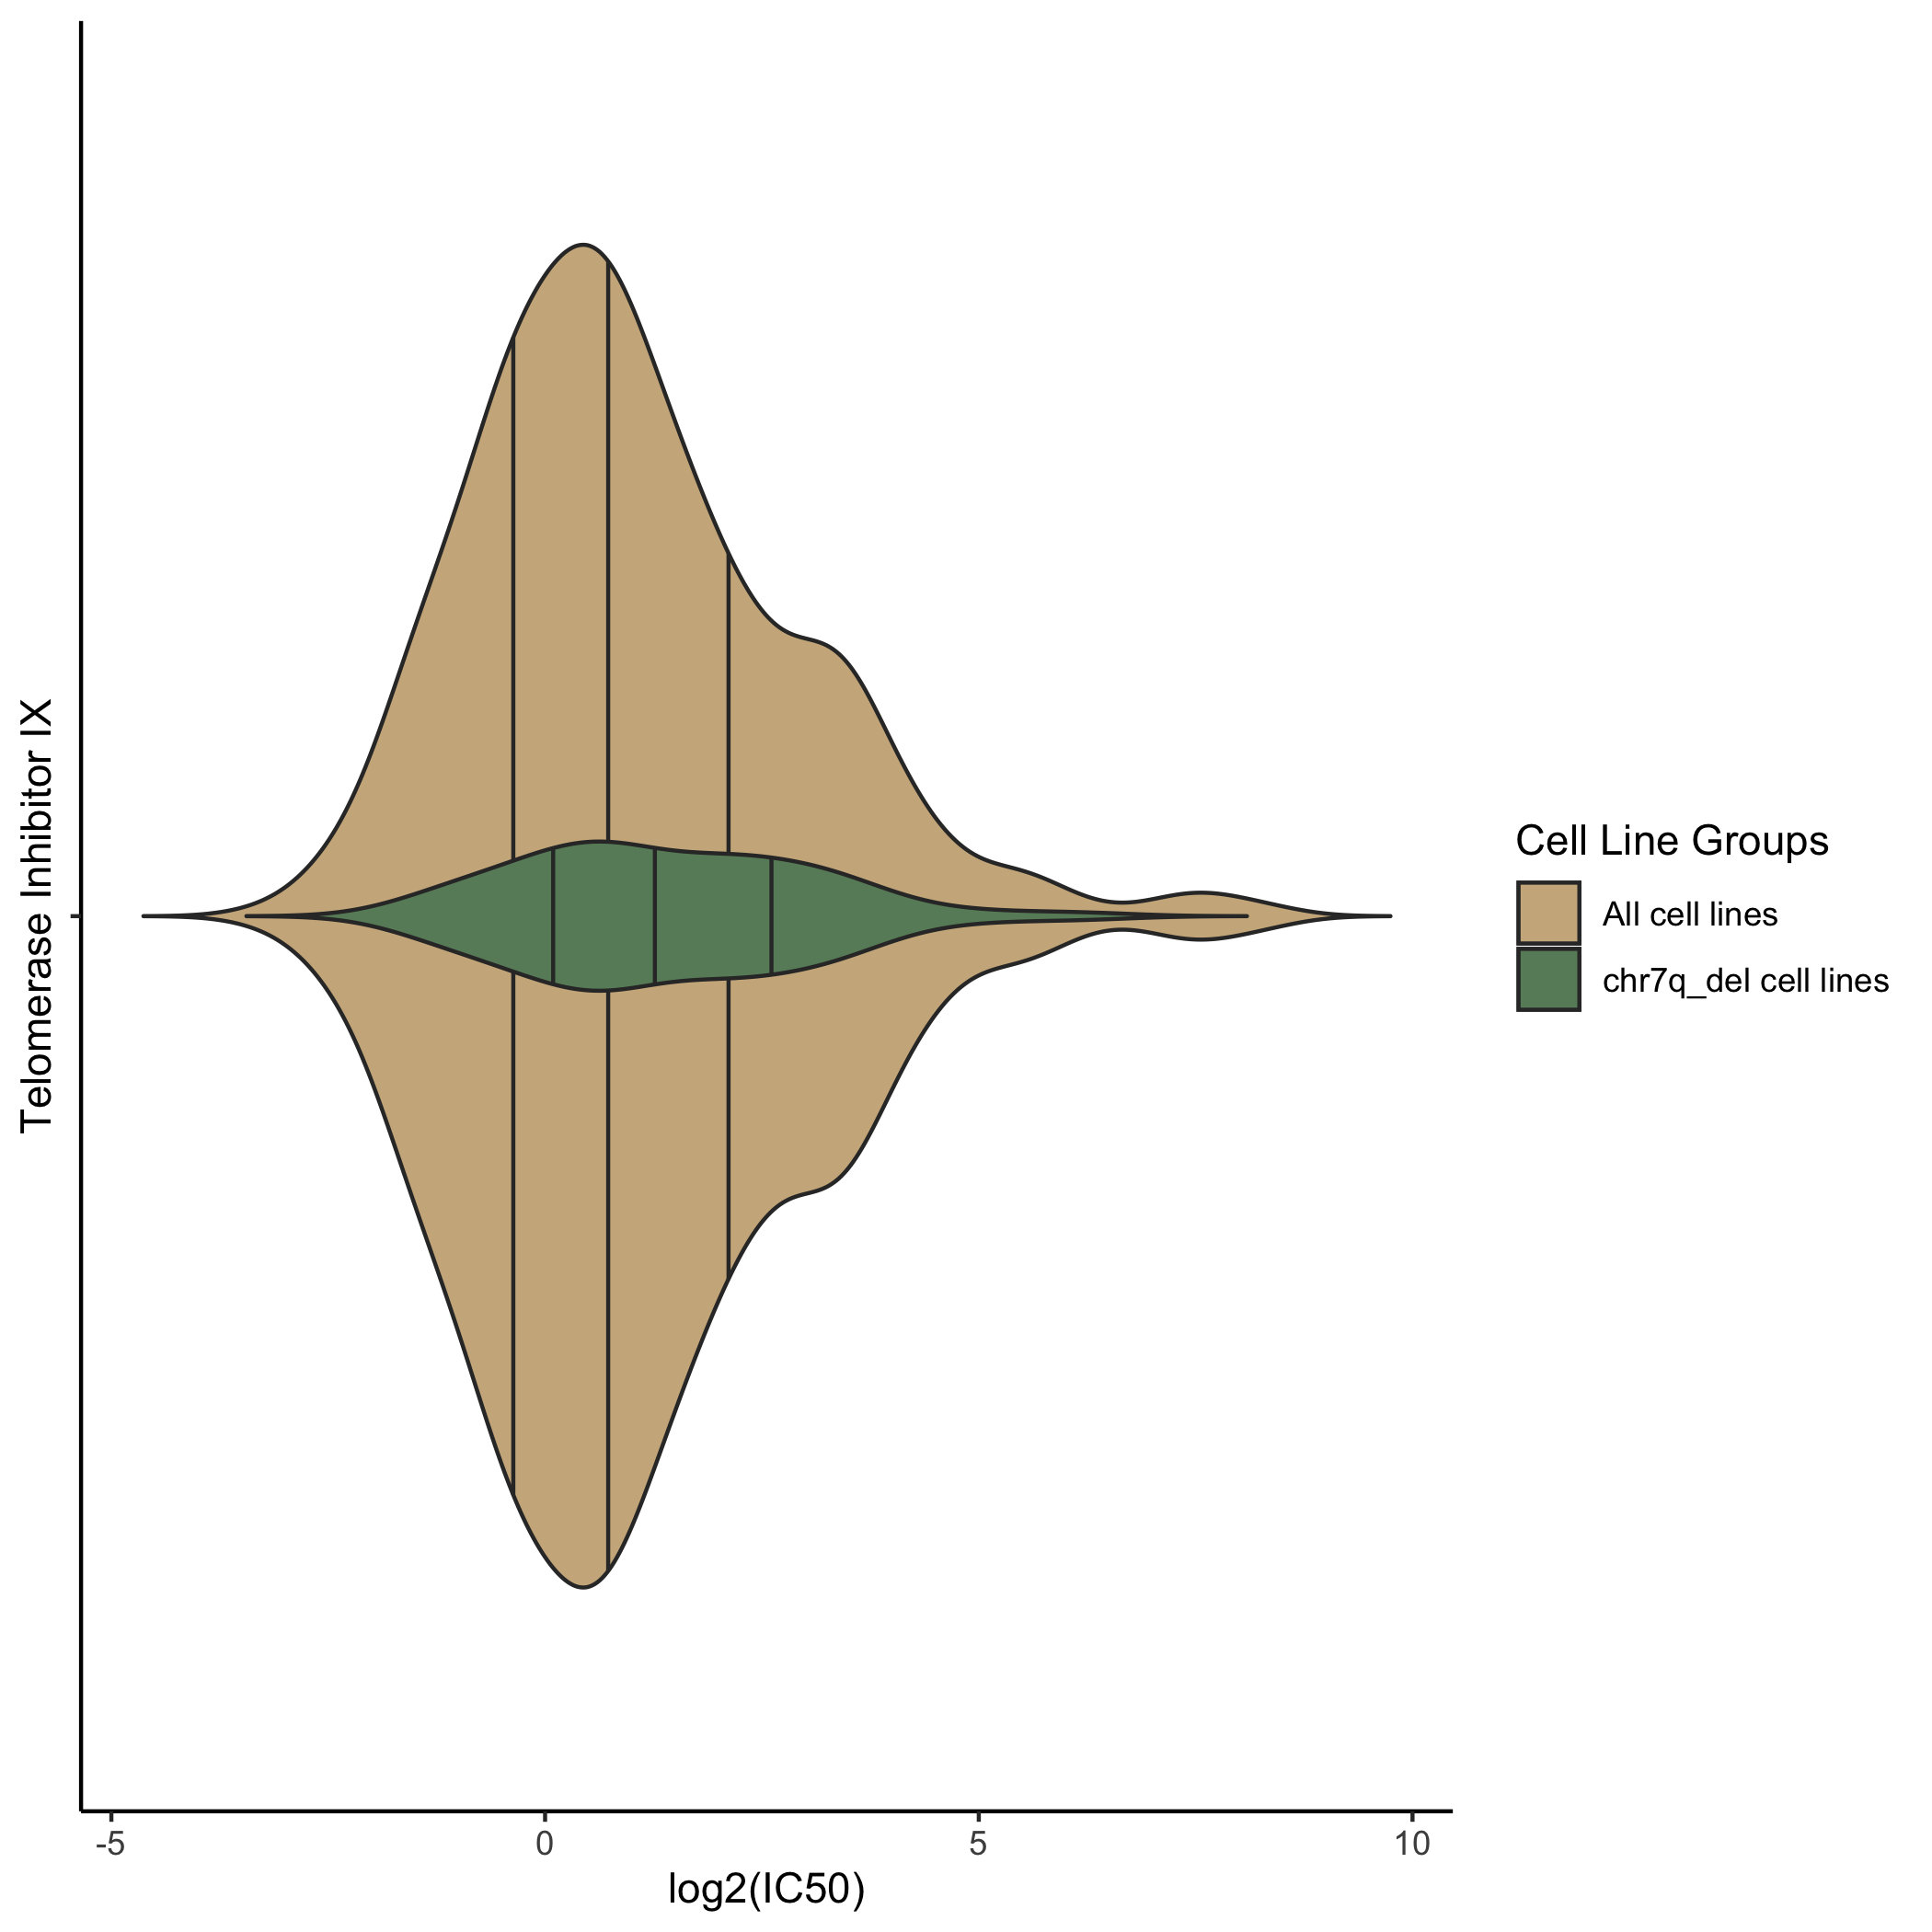 Telomerase Inhibitor IX
Cell Line Groups
All cell lines
chr7q_del cell lines
-5 0 5 10
log2(IC50)